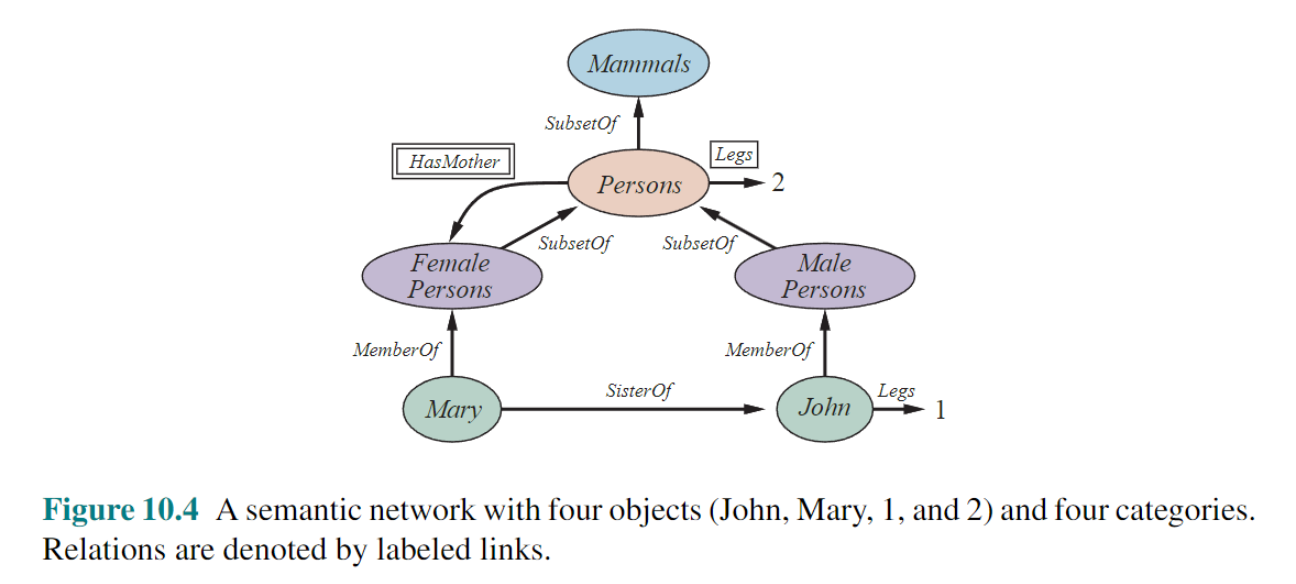 Mammals
SubsetOf
HasMother
Legs
Persons
2
SubsetOf
SubsetOf
Female
Persons
Male
Persons
MemberOf
MemberOf
SisterOf
Legs
Mary
John
1
Figure 10.4 A semantic network with four objects (John, Mary, 1, and 2) and four categories.
Relations are denoted by labeled links.